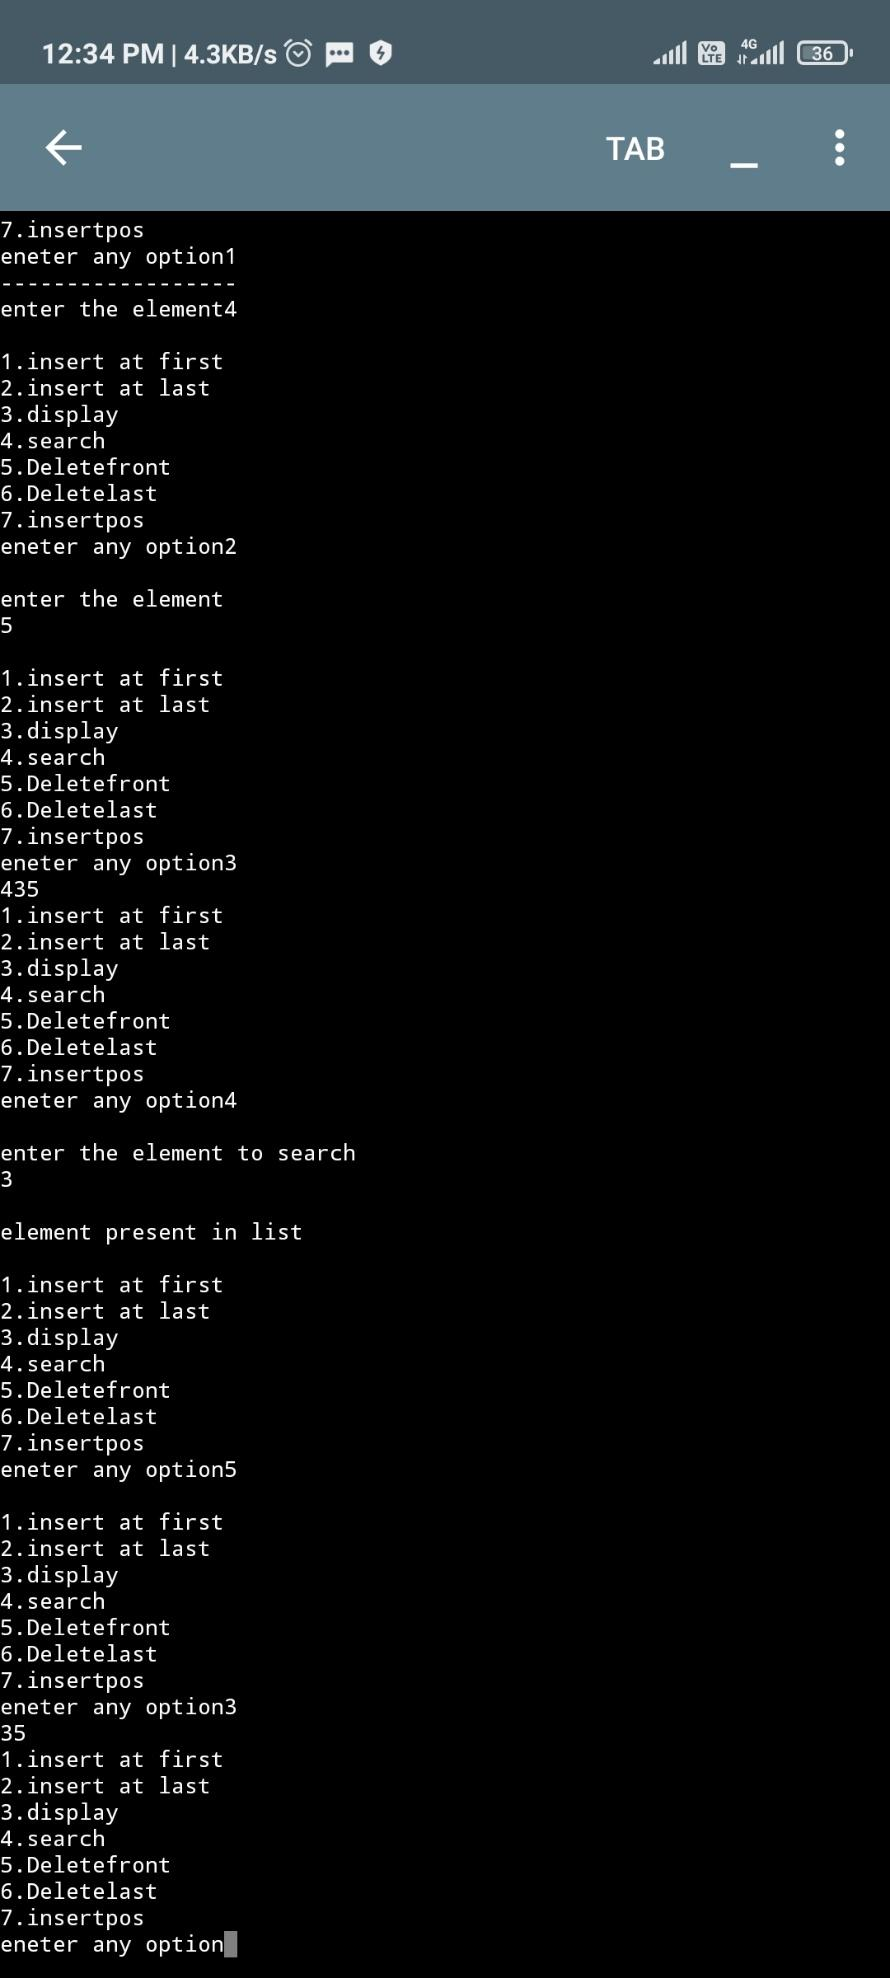 12:34 PM | 4.3KB/s
Vo LTE
4G
36
TAB
7.insertpos
eneter any option1
------------------
enter the element4
1.insert at first
2.insert at last
3.display
4.search
5.Deletefront
6.Deletelast
7.insertpos
eneter any option2
enter the element
5
1.insert at first
2.insert at last
3.display
4.search
5.Deletefront
6.Deletelast
7.insertpos
eneter any option3
435
1.insert at first
2.insert at last
3.display
4.search
5.Deletefront
6.Deletelast
7.insertpos
eneter any option4
enter the element to search
3
element present in list
1.insert at first
2.insert at last
3.display
4.search
5.Deletefront
6.Deletelast
7.insertpos
eneter any option5
1.insert at first
2.insert at last
3.display
4.search
5.Deletefront
6.Deletelast
7.insertpos
eneter any option3
35
1.insert at first
2.insert at last
3.display
4.search
5.Deletefront
6.Deletelast
7.insertpos
eneter any option